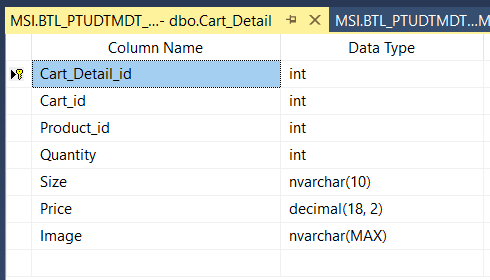 MSI.BTL_PTUDTMDT_...- dbo.Cart_Detail MSI.BTL_PTUDTMDT_...M
Column Name Data Type
Cart_Detail_id int
Cart_id int
Product_id int
Quantity int
Size nvarchar(10)
Price decimal(18, 2)
Image nvarchar(MAX)